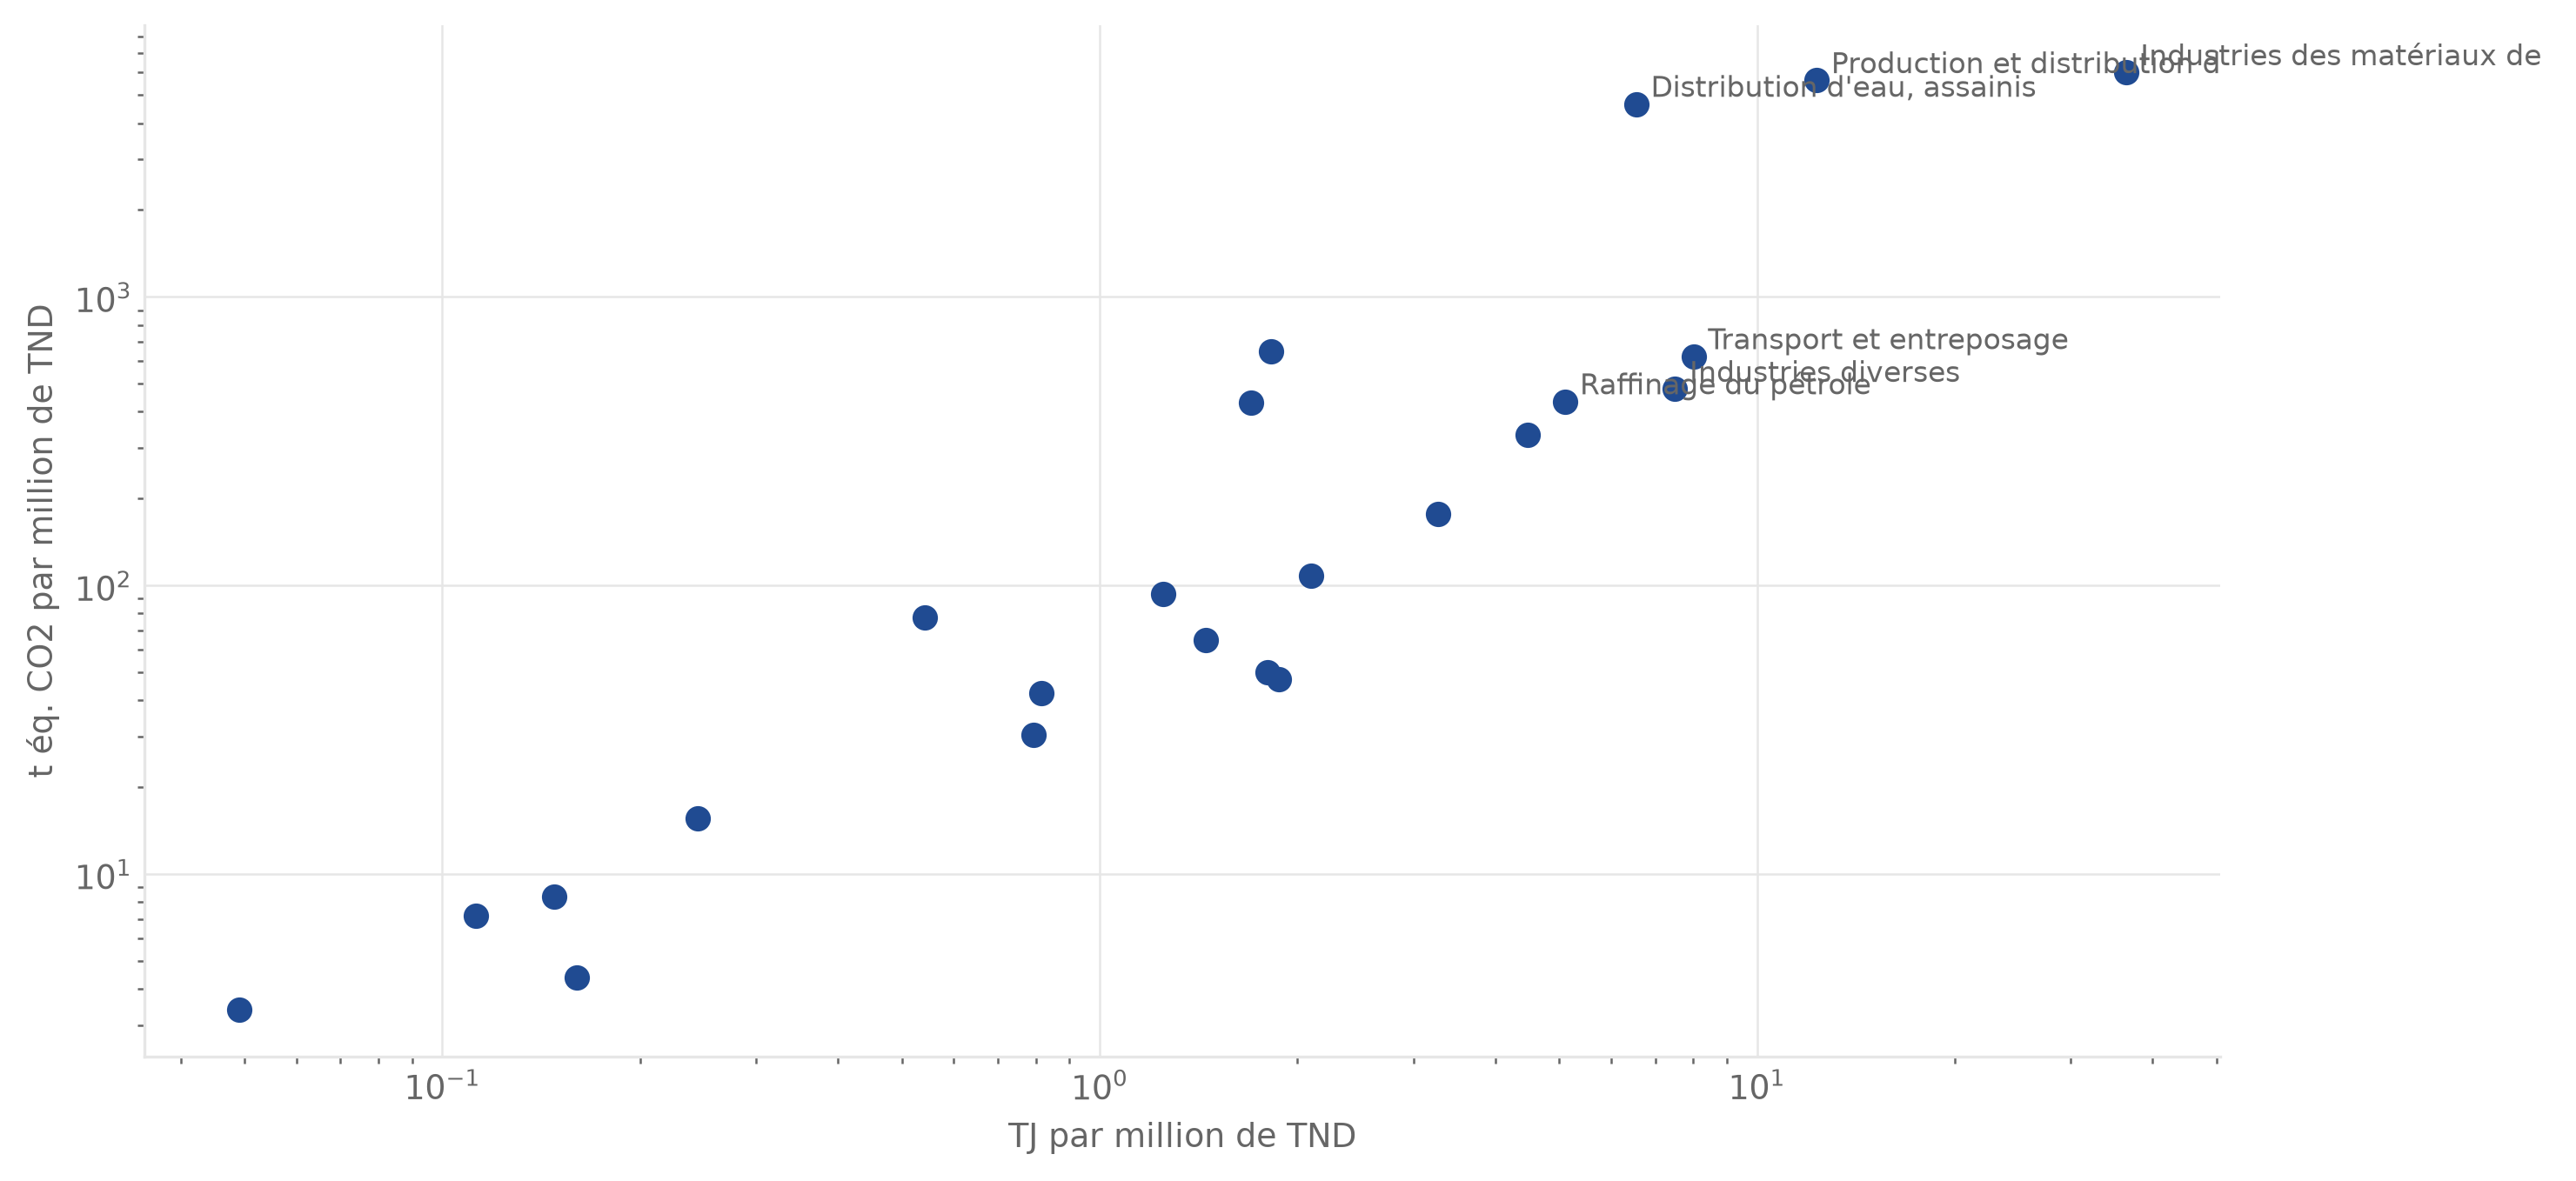 Industries des matériaux de
Production et distribution d
Distribution d'eau, assainis
10³
Transport et entreposage
Industries diverses
Raffinage du pétrole
10²
10¹
t éq. CO2 par million de TND
10⁻¹
10⁰
10¹
TJ par million de TND